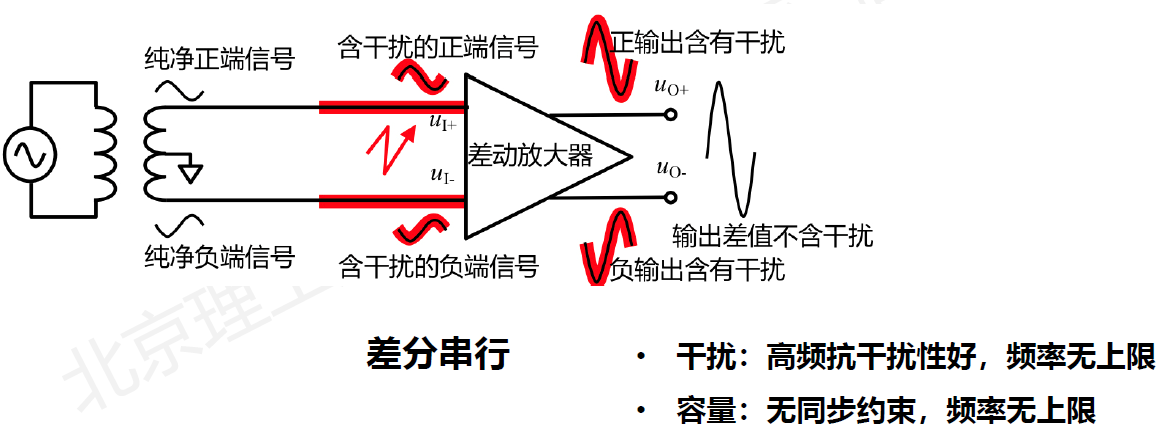 纯净正端信号
含干扰的正端信号
正输出含有干扰
uO+
uI+
差动放大器
uI-
uO-
输出差值不含干扰
纯净负端信号
含干扰的负端信号
负输出含有干扰
北京理工
差分串行
• 干扰：高频抗干扰性好，频率无上限
• 容量：无同步约束，频率无上限